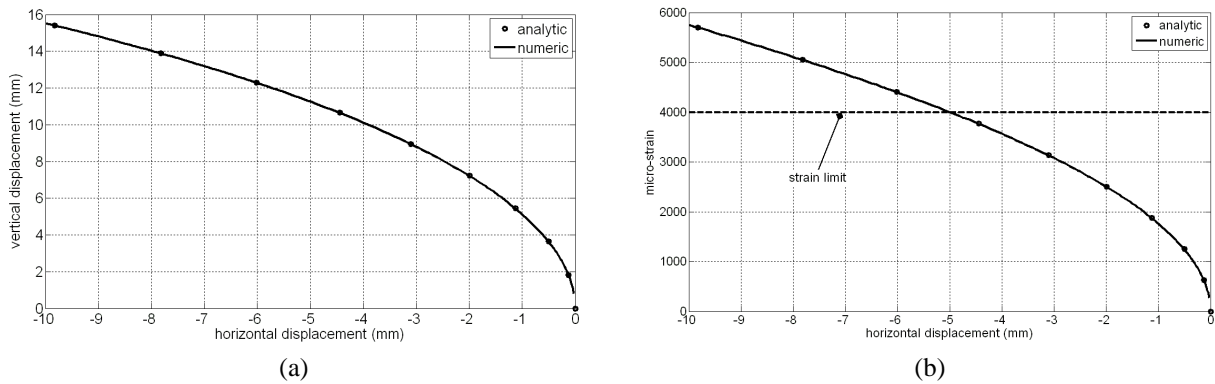 16
14
12
10
8
6
4
2
0
vertical displacement (mm)
-10 -9 -8 -7 -6 -5 -4 -3 -2 -1 0
horizontal displacement (mm)
analytic
numeric
(a)
6000
5000
4000
3000
2000
1000
0
micro-strain
-10 -9 -8 -7 -6 -5 -4 -3 -2 -1 0
horizontal displacement (mm)
analytic
numeric
strain limit
(b)